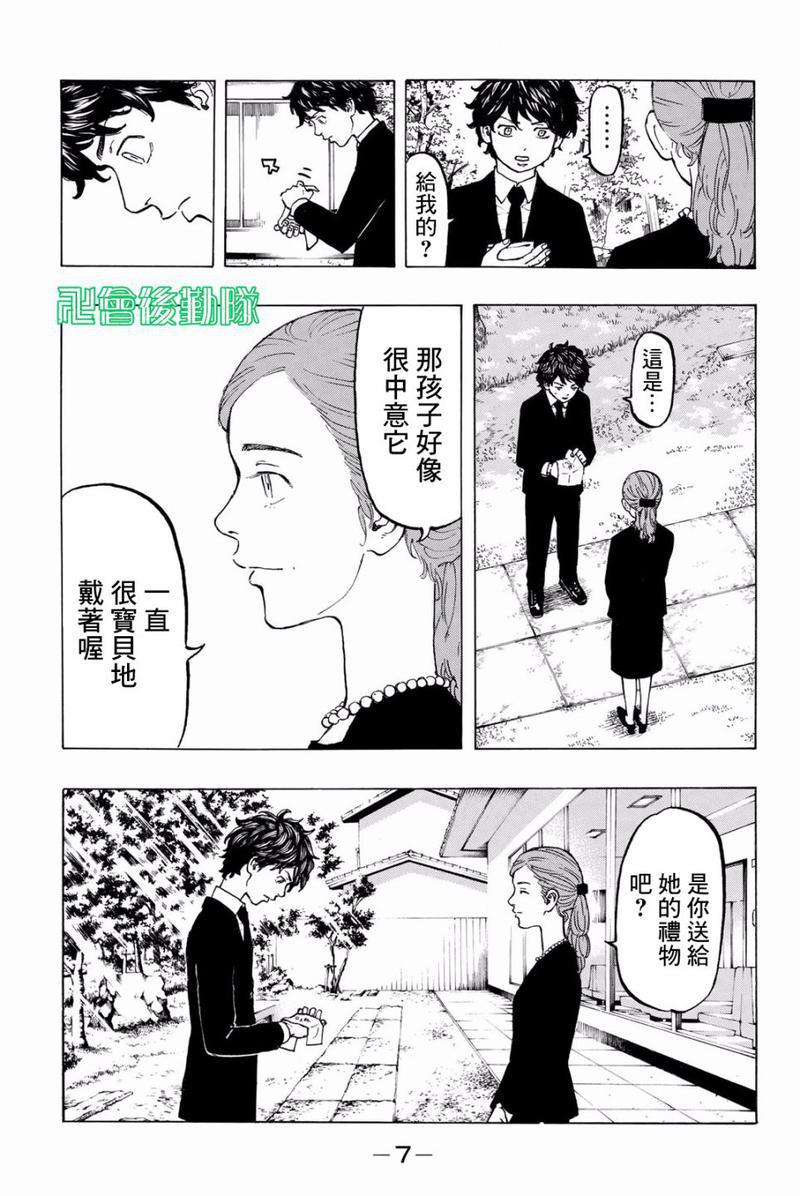 ……
給我的？
卍會後勤隊
這是…
那孩子好像
很中意它
一直
很寶貝地
戴著喔
是你送給
她的禮物
吧？
—7—